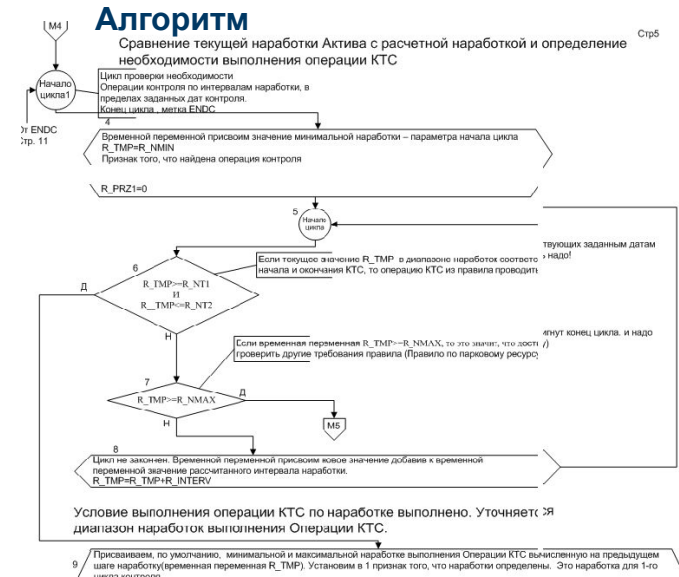 М4
Алгоритм
Стр5
Сравнение текущей наработки Актива с расчетной наработкой и определение
необходимости выполнения операции КТС
Начало
цикла1
Цикл проверки необходимости
Операции контроля по интервалам наработки, в
пределах заданных дат контроля.
Конец цикла , метка ENDC
От ENDC
Стр. 11
4
Временной переменной присвоим значение минимальной наработки – параметра начала цикла
R_TMP=R_NMIN
Признак того, что найдена операция контроля
R_PRZ1=0
5
Начало
цикла
твующих заданным датам
ь надо!
Если текущее значение R_TMP в диапазоне наработок соответс
начала и окончания КТС, то операцию КТС из правила проводить
6
Д
R_TMP>=R_NT1
И
R__TMP<=R_NT2
Н
игнут конец цикла. и надо
Если временная переменная R_TMP>=R_NMAX, то это значит, что дости
проверить другие требования правила (Правило по парковому ресурсу
7
R_TMP>=R_NMAX
Д
Н
М5
8
Цикл не закончен. Временной переменной присвоим новое значение добавив к временной
переменной значение рассчитанного интервала наработки.
R_TMP=R_TMP+R_INTERV
Условие выполнения операции КТС по наработке выполнено. Уточняется
диапазон наработок выполнения Операции КТС.
9
Присваиваем, по умолчанию, минимальной и максимальной наработке выполнения Операции КТС вычисленную на предыдущем
шаге наработку(временная переменная R_TMP). Установим в 1 признак того, что наработки определены. Это наработка для 1-го
цикла контроля